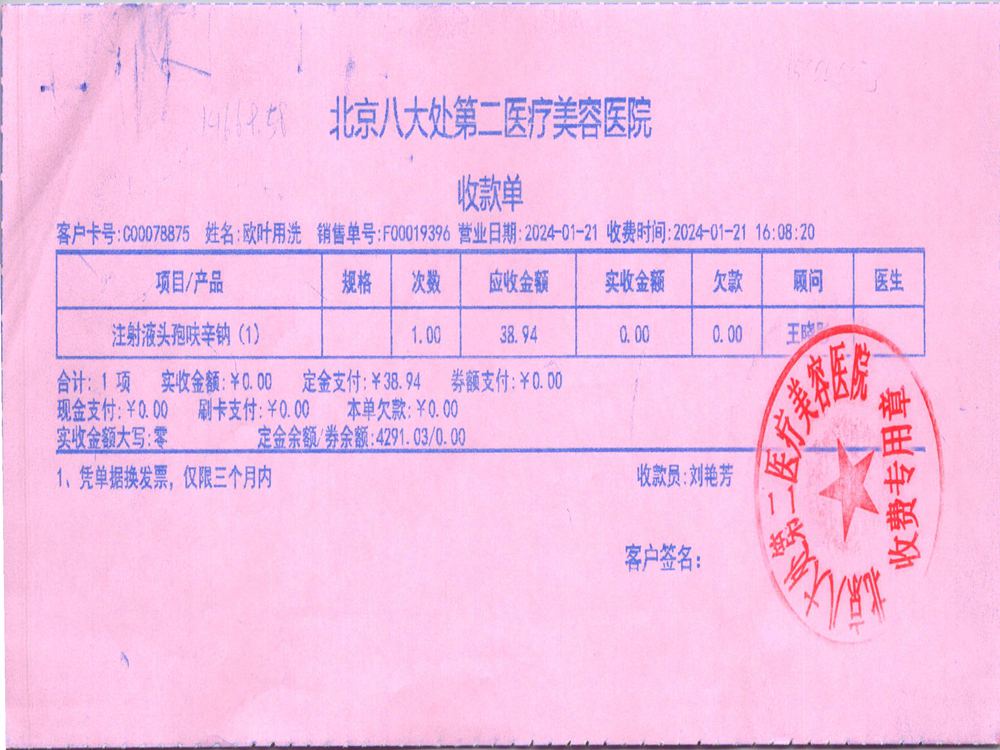 北京八大处第二医疗美容医院
收款单
客户卡号:C00078875 姓名:欧叶用洗 销售单号:F00019396 营业日期:2024-01-21 收费时间:2024-01-21 16:08:20
项目/产品 规格 次数 应收金额 实收金额 欠款 顾问 医生
注射液头孢呋辛钠(1) 1.00 38.94 0.00 0.00 王晓
合计: 1 项 实收金额:¥0.00 定金支付:¥38.94 券额支付:¥0.00
现金支付:¥0.00 刷卡支付:¥0.00 本单欠款:¥0.00
实收金额大写:零 定金余额/券余额:4291.03/0.00
1、凭单据换发票，仅限三个月内 收款员:刘艳芳
客户签名:
北京八大处第二医疗美容医院
收费专用章